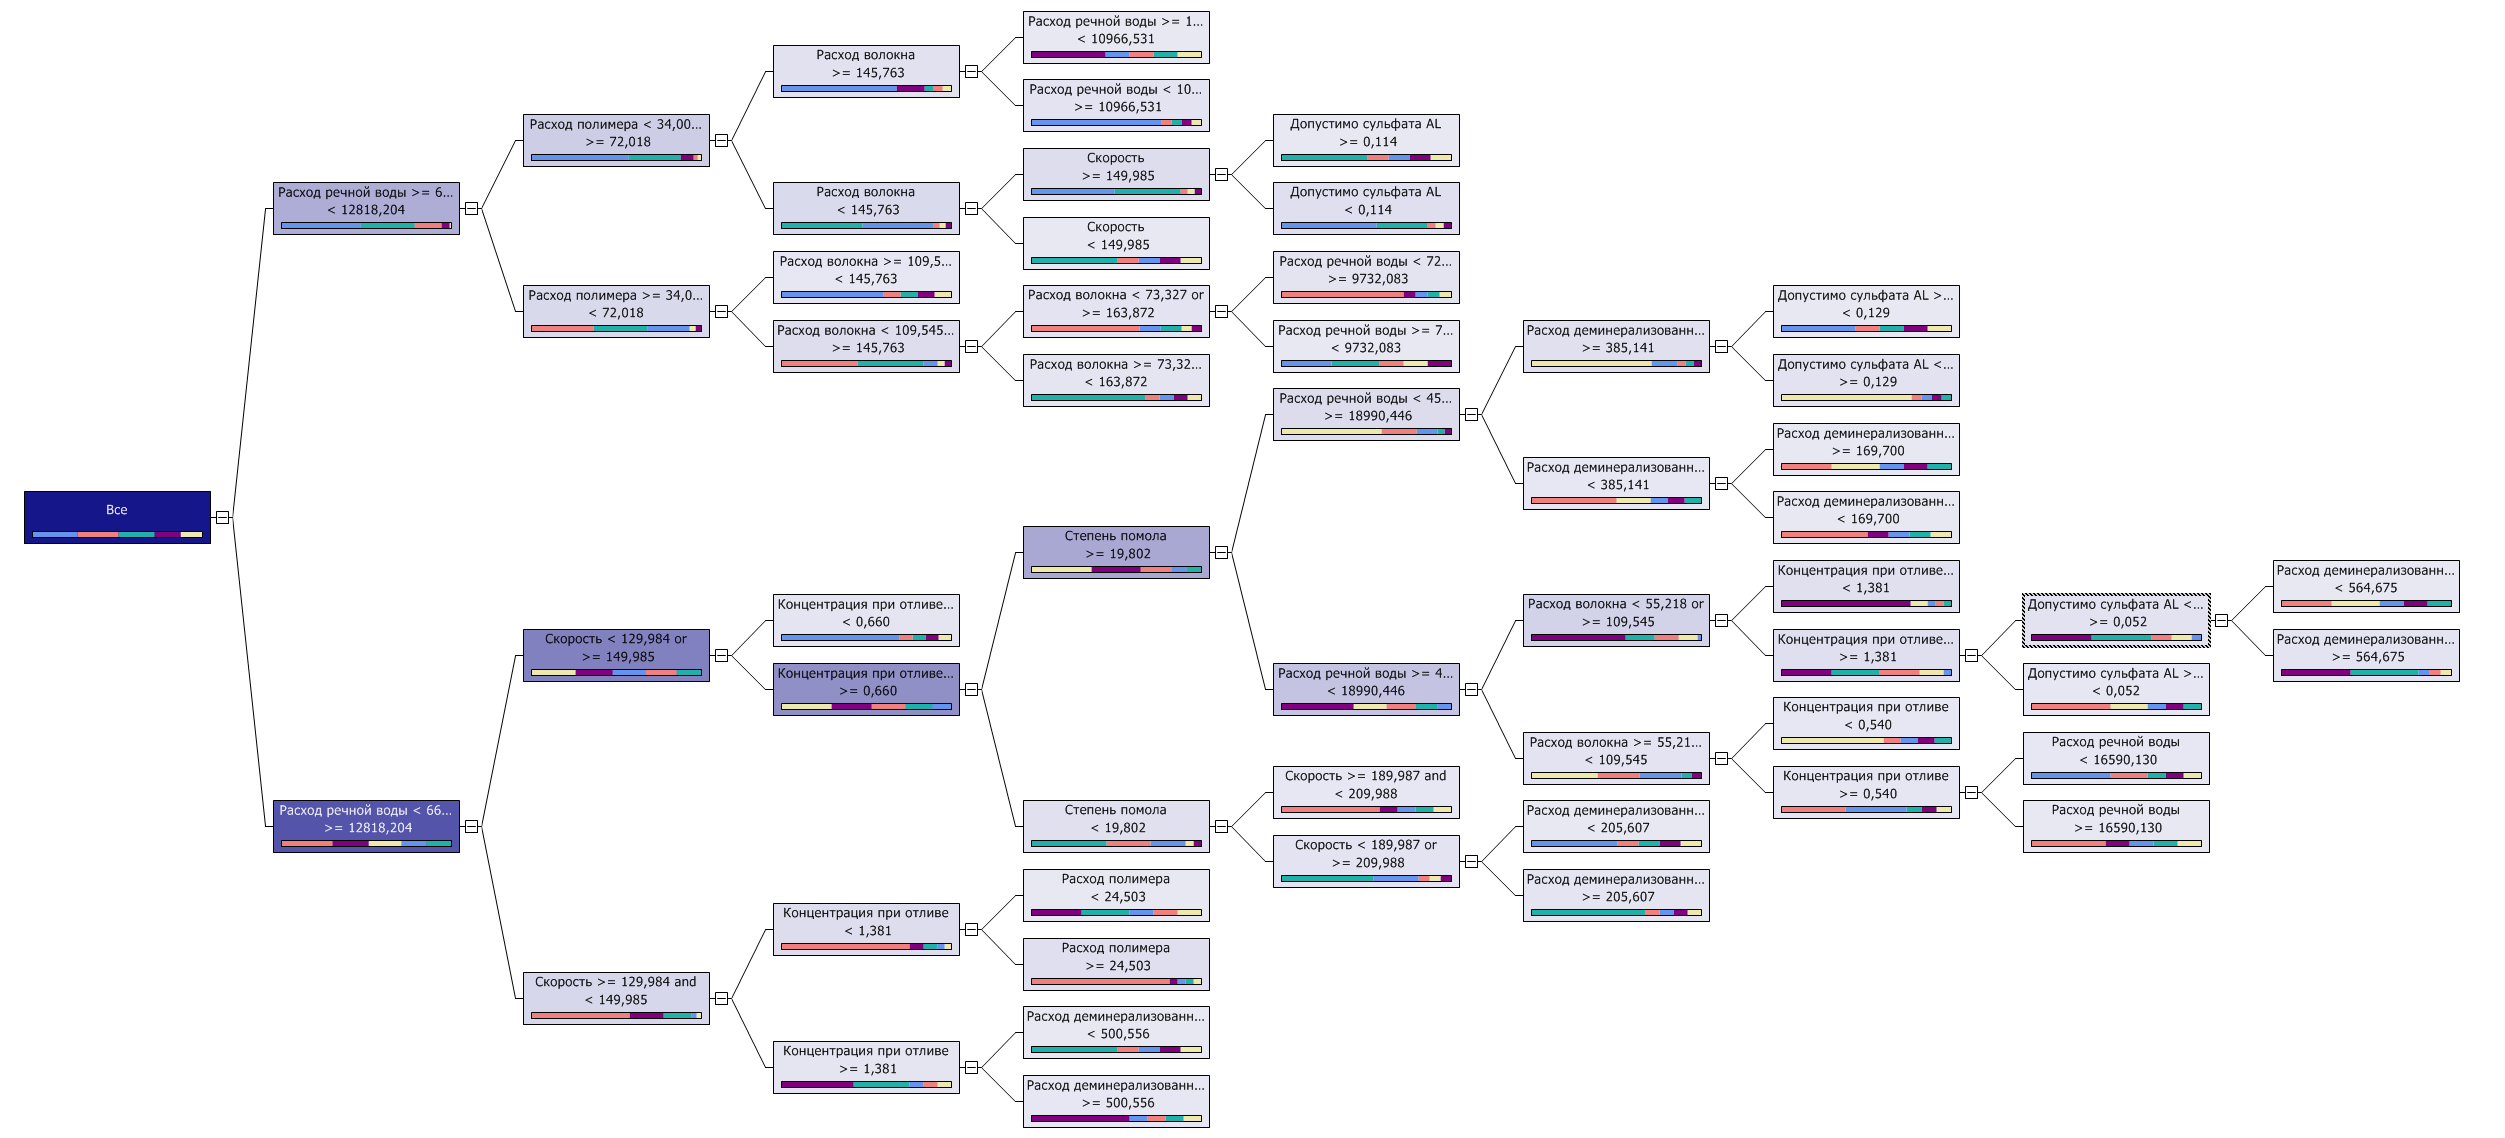 Все
Расход речной воды >= 6...
< 12818,204
Расход полимера < 34,00...
>= 72,018
Расход волокна
>= 145,763
Расход речной воды >= 1...
< 10966,531
Расход речной воды < 10...
>= 10966,531
Расход волокна
< 145,763
Скорость
>= 149,985
Допустимо сульфата AL
>= 0,114
Допустимо сульфата AL
< 0,114
Скорость
< 149,985
Расход полимера >= 34,0...
< 72,018
Расход волокна >= 109,5...
< 145,763
Расход волокна < 109,545...
>= 145,763
Расход волокна < 73,327 or
>= 163,872
Расход речной воды < 72...
>= 9732,083
Расход речной воды >= 7...
< 9732,083
Расход волокна >= 73,32...
< 163,872
Расход речной воды < 66...
>= 12818,204
Скорость < 129,984 or
>= 149,985
Концентрация при отливе...
< 0,660
Концентрация при отливе...
>= 0,660
Степень помола
>= 19,802
Расход речной воды < 45...
>= 18990,446
Расход деминерализованн...
>= 385,141
Допустимо сульфата AL >...
< 0,129
Допустимо сульфата AL <...
>= 0,129
Расход деминерализованн...
< 385,141
Расход деминерализованн...
>= 169,700
Расход деминерализованн...
< 169,700
Расход речной воды >= 4...
< 18990,446
Расход волокна < 55,218 or
>= 109,545
Концентрация при отливе...
< 1,381
Концентрация при отливе...
>= 1,381
Допустимо сульфата AL <...
>= 0,052
Расход деминерализованн...
< 564,675
Расход деминерализованн...
>= 564,675
Допустимо сульфата AL >...
< 0,052
Расход волокна >= 55,21...
< 109,545
Концентрация при отливе
< 0,540
Концентрация при отливе
>= 0,540
Расход речной воды
< 16590,130
Расход речной воды
>= 16590,130
Степень помола
< 19,802
Скорость >= 189,987 and
< 209,988
Скорость < 189,987 or
>= 209,988
Расход деминерализованн...
< 205,607
Расход деминерализованн...
>= 205,607
Скорость >= 129,984 and
< 149,985
Концентрация при отливе
< 1,381
Расход полимера
< 24,503
Расход полимера
>= 24,503
Концентрация при отливе
>= 1,381
Расход деминерализованн...
< 500,556
Расход деминерализованн...
>= 500,556